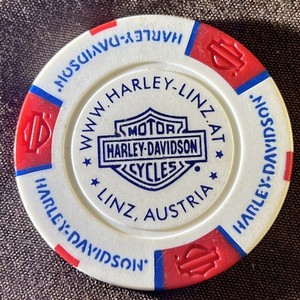 WWW.HARLEY-LINZ.AT
MOTOR
HARLEY-DAVIDSON
CYCLES
LINZ, AUSTRIA
HARLEY-DAVIDSON®
HARLEY-DAVIDSON®
HARLEY-DAVIDSON®
HARLEY-DAVIDSON®